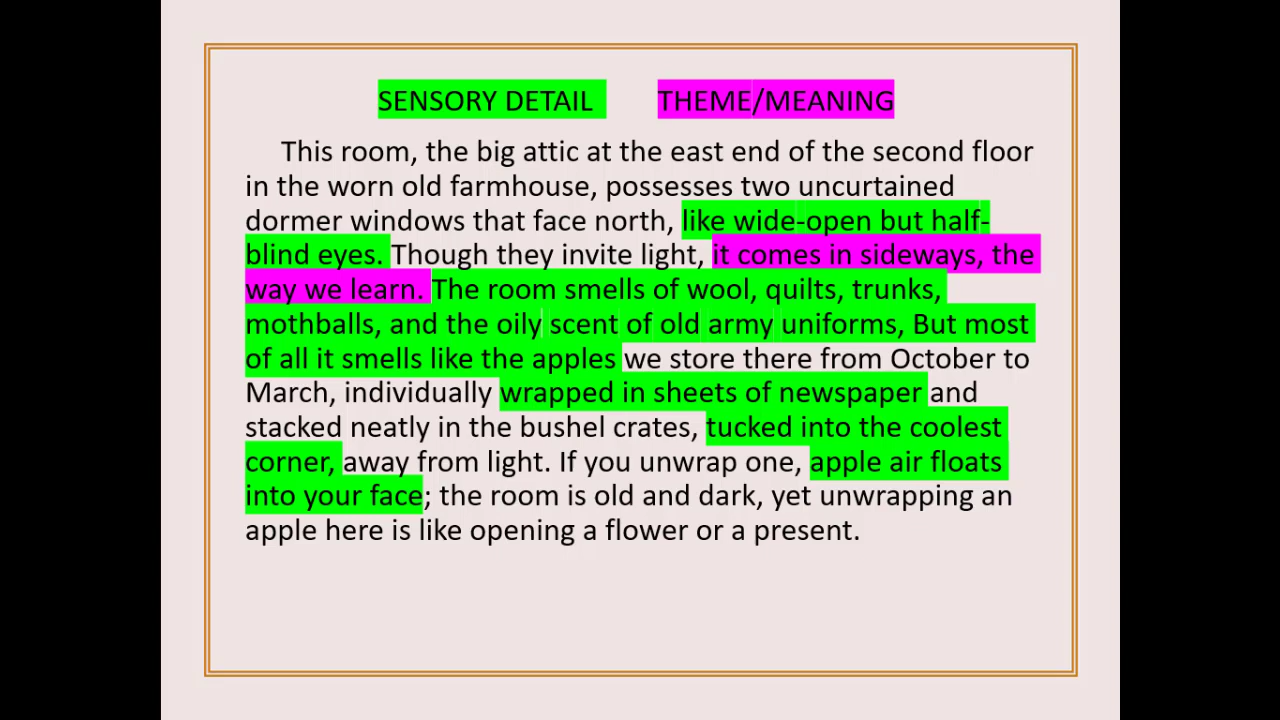 SENSORY DETAIL THEME/MEANING
This room, the big attic at the east end of the second floor
in the worn old farmhouse, possesses two uncurtained
dormer windows that face north, like wide-open but half-
blind eyes. Though they invite light, it comes in sideways, the
way we learn. The room smells of wool, quilts, trunks,
mothballs, and the oily scent of old army uniforms, But most
of all it smells like the apples we store there from October to
March, individually wrapped in sheets of newspaper and
stacked neatly in the bushel crates, tucked into the coolest
corner, away from light. If you unwrap one, apple air floats
into your face; the room is old and dark, yet unwrapping an
apple here is like opening a flower or a present.